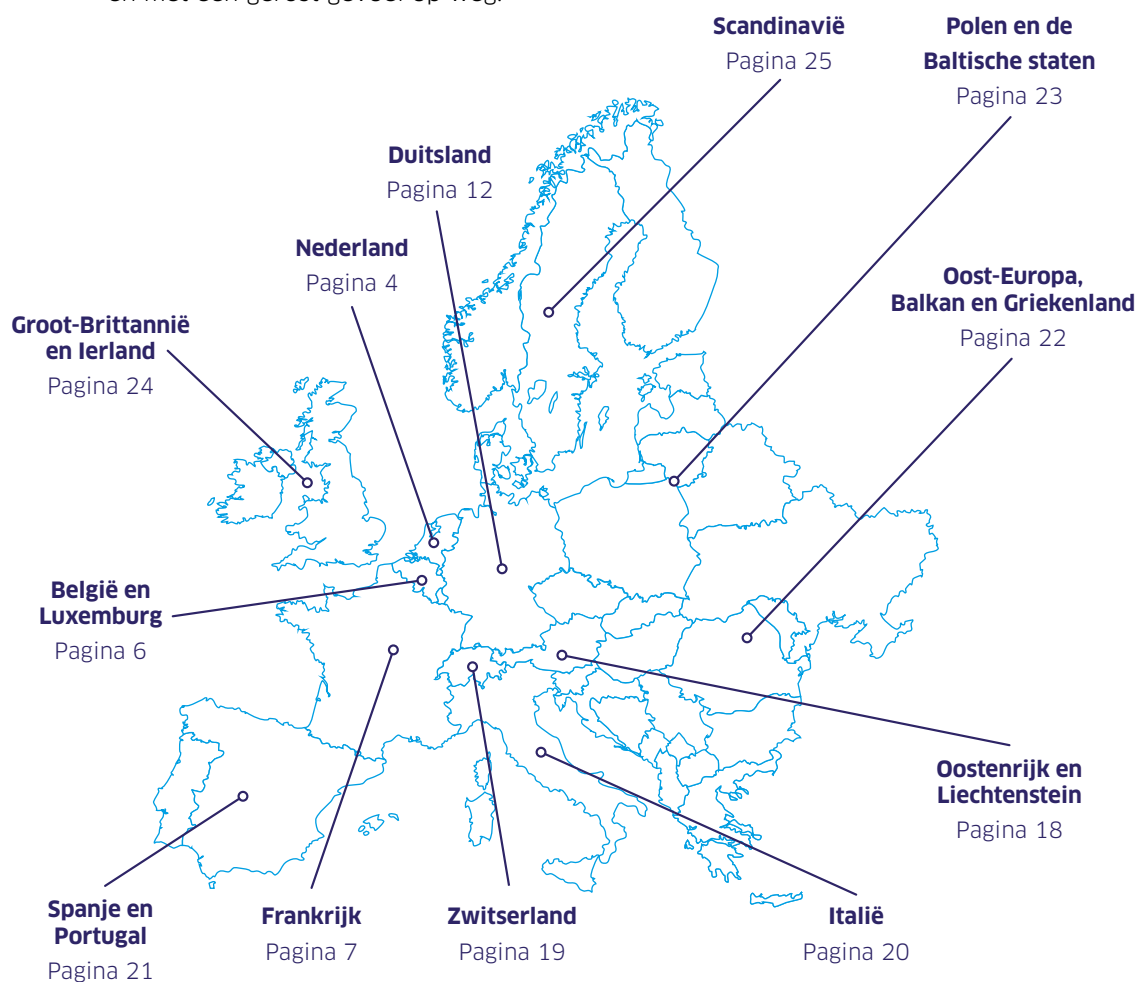 Scandinavië
Pagina 25
Polen en de
Baltische staten
Pagina 23
Duitsland
Pagina 12
Nederland
Pagina 4
Oost-Europa,
Balkan en Griekenland
Pagina 22
Groot-Brittannië
en Ierland
Pagina 24
België en
Luxemburg
Pagina 6
Oostenrijk en
Liechtenstein
Pagina 18
Spanje en
Portugal
Pagina 21
Frankrijk
Pagina 7
Zwitserland
Pagina 19
Italië
Pagina 20